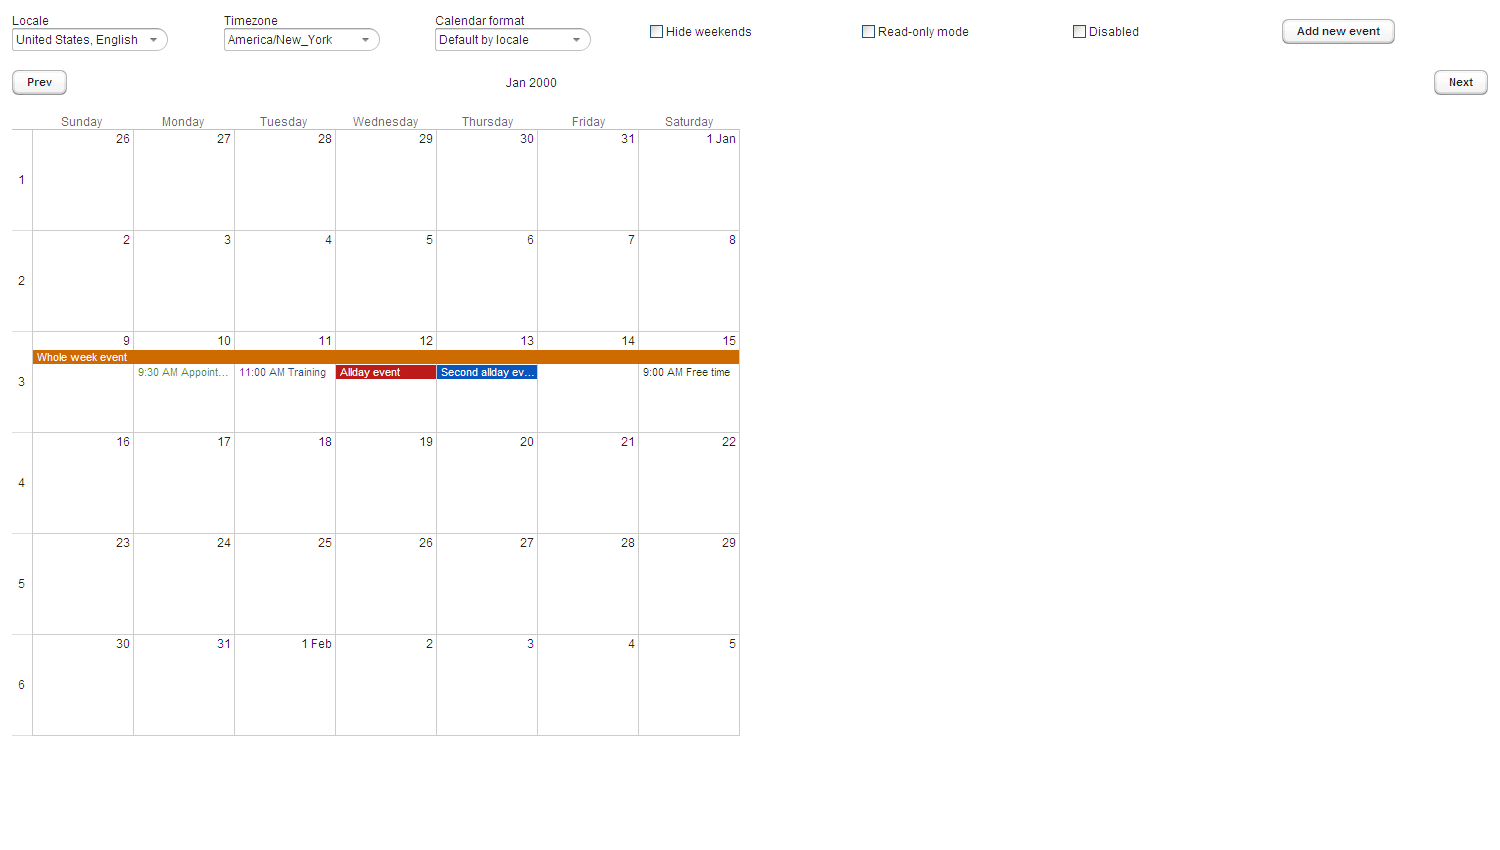 Locale Timezone Calendar format
United States, English America/New_York Default by locale Hide weekends Read-only mode Disabled Add new event
Prev Jan 2000 Next
Sunday Monday Tuesday Wednesday Thursday Friday Saturday
26 27 28 29 30 31 1 Jan
1
2 3 4 5 6 7 8
2
9 10 11 12 13 14 15
Whole week event
9:30 AM Appoint... 11:00 AM Training Allday event Second allday ev... 9:00 AM Free time
3
16 17 18 19 20 21 22
4
23 24 25 26 27 28 29
5
30 31 1 Feb 2 3 4 5
6